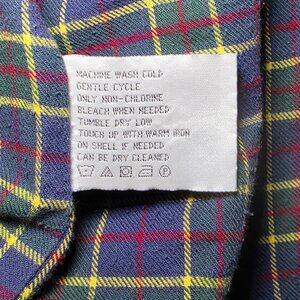 MACHINE WASH COLD
GENTLE CYCLE
ONLY NON-CHLORINE
BLEACH WHEN NEEDED
TUMBLE DRY LOW
TOUCH UP WITH WARM IRON
ON SHELL IF NEEDED
CAN BE DRY CLEANED